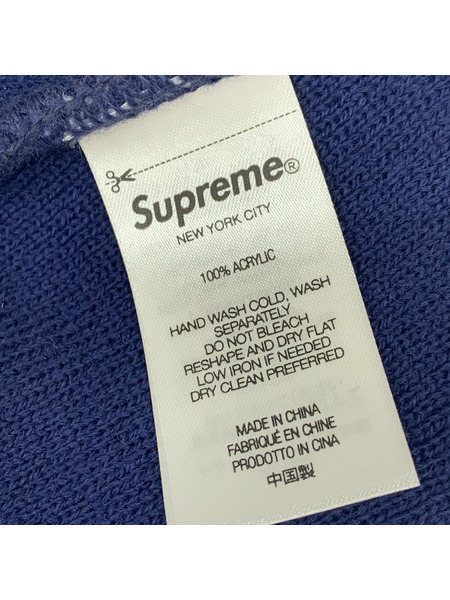 Supreme®
NEW YORK CITY
100% ACRYLIC
HAND WASH COLD, WASH
SEPARATELY
DO NOT BLEACH
RESHAPE AND DRY FLAT
LOW IRON IF NEEDED
DRY CLEAN PREFERRED
MADE IN CHINA
FABRIQUÉ EN CHINE
PRODOTTO IN CINA
中国製